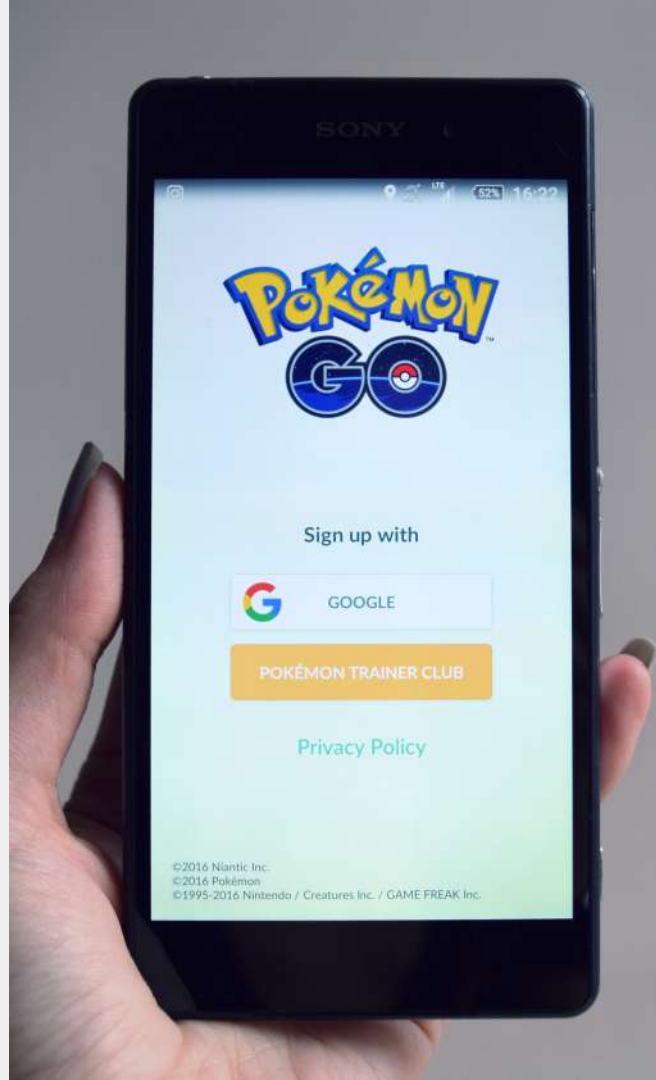 SONY
LTE 52% 16:22
POKéMON
GO
TM
Sign up with
GOOGLE
POKÉMON TRAINER CLUB
Privacy Policy
©2016 Niantic Inc.
©2016 Pokémon
©1995-2016 Nintendo / Creatures Inc. / GAME FREAK Inc.